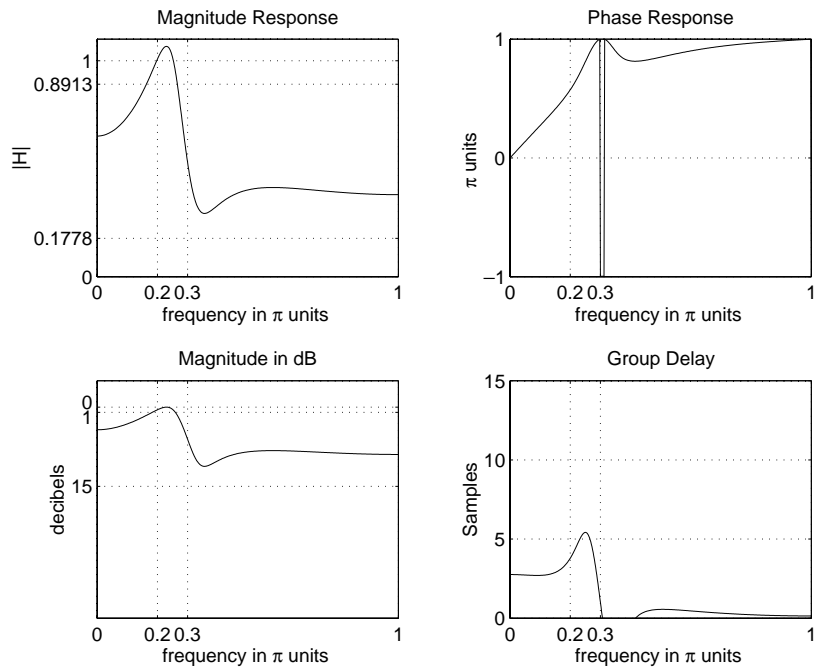 Magnitude Response
|H|
1
0.8913
0.1778
0
0 0.2 0.3 1
frequency in π units
Phase Response
π units
1
0
−1
0 0.2 0.3 1
frequency in π units
Magnitude in dB
decibels
0
1
15
0 0.2 0.3 1
frequency in π units
Group Delay
Samples
15
10
5
0
0 0.2 0.3 1
frequency in π units